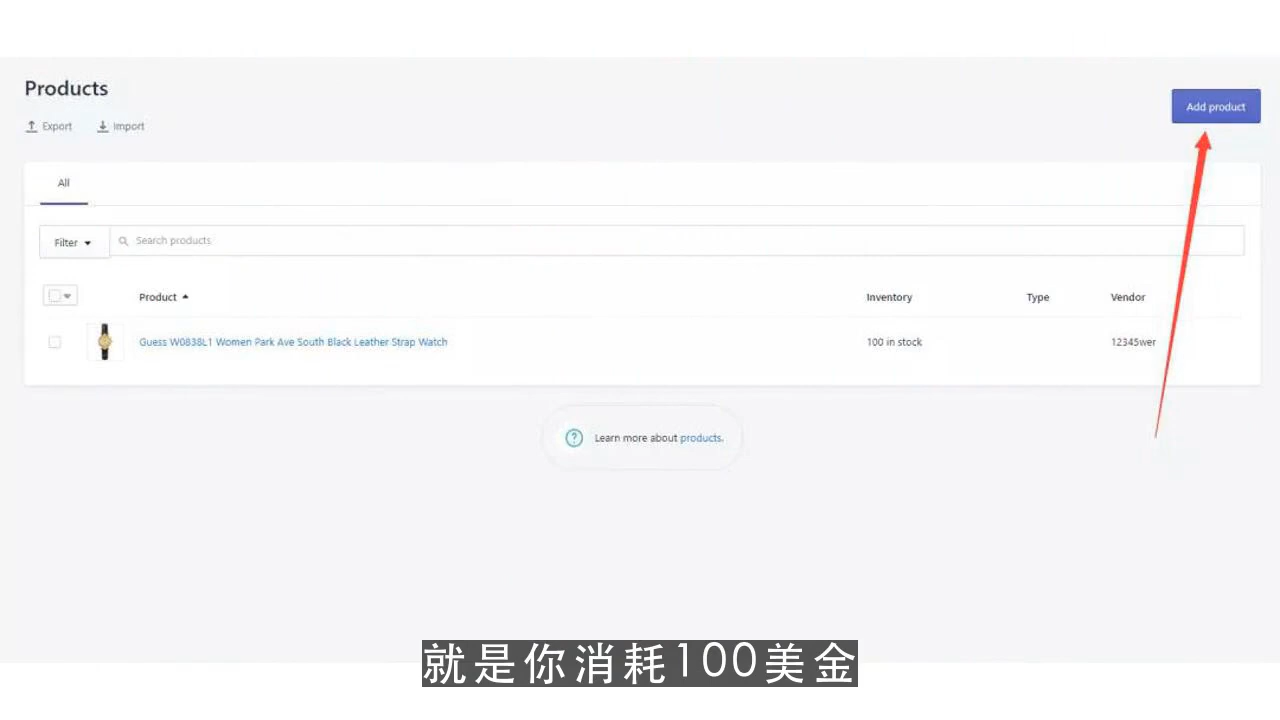 Products
Add product
Export Import
All
Filter Search products
Product Inventory Type Vendor
Guess W0838L1 Women Park Ave South Black Leather Strap Watch 100 in stock 12345wer
Learn more about products.
就是你消耗100美金